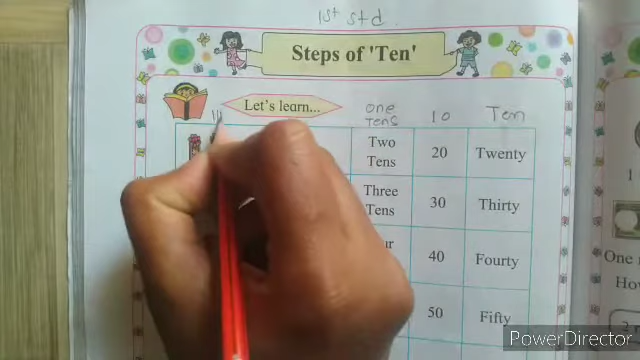 1st std.
Steps of 'Ten'
Let's learn...
one Tens 10 Ten
Two Tens 20 Twenty
Three Tens 30 Thirty
40 Fourty
50 Fifty
One
Ho
PowerDirector